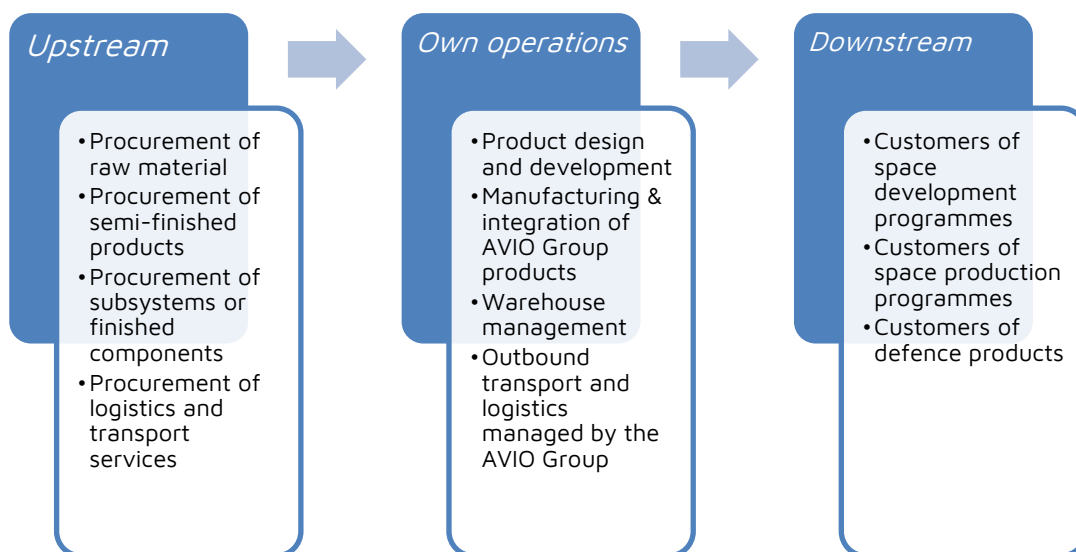 Upstream
•Procurement of
raw material
•Procurement of
semi-finished
products
•Procurement of
subsystems or
finished
components
•Procurement of
logistics and
transport
services
Own operations
•Product design
and development
•Manufacturing &
integration of
AVIO Group
products
•Warehouse
management
•Outbound
transport and
logistics
managed by the
AVIO Group
Downstream
•Customers of
space
development
programmes
•Customers of
space production
programmes
•Customers of
defence products